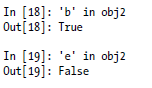 In [18]: 'b' in obj2
Out[18]: True
In [19]: 'e' in obj2
Out[19]: False